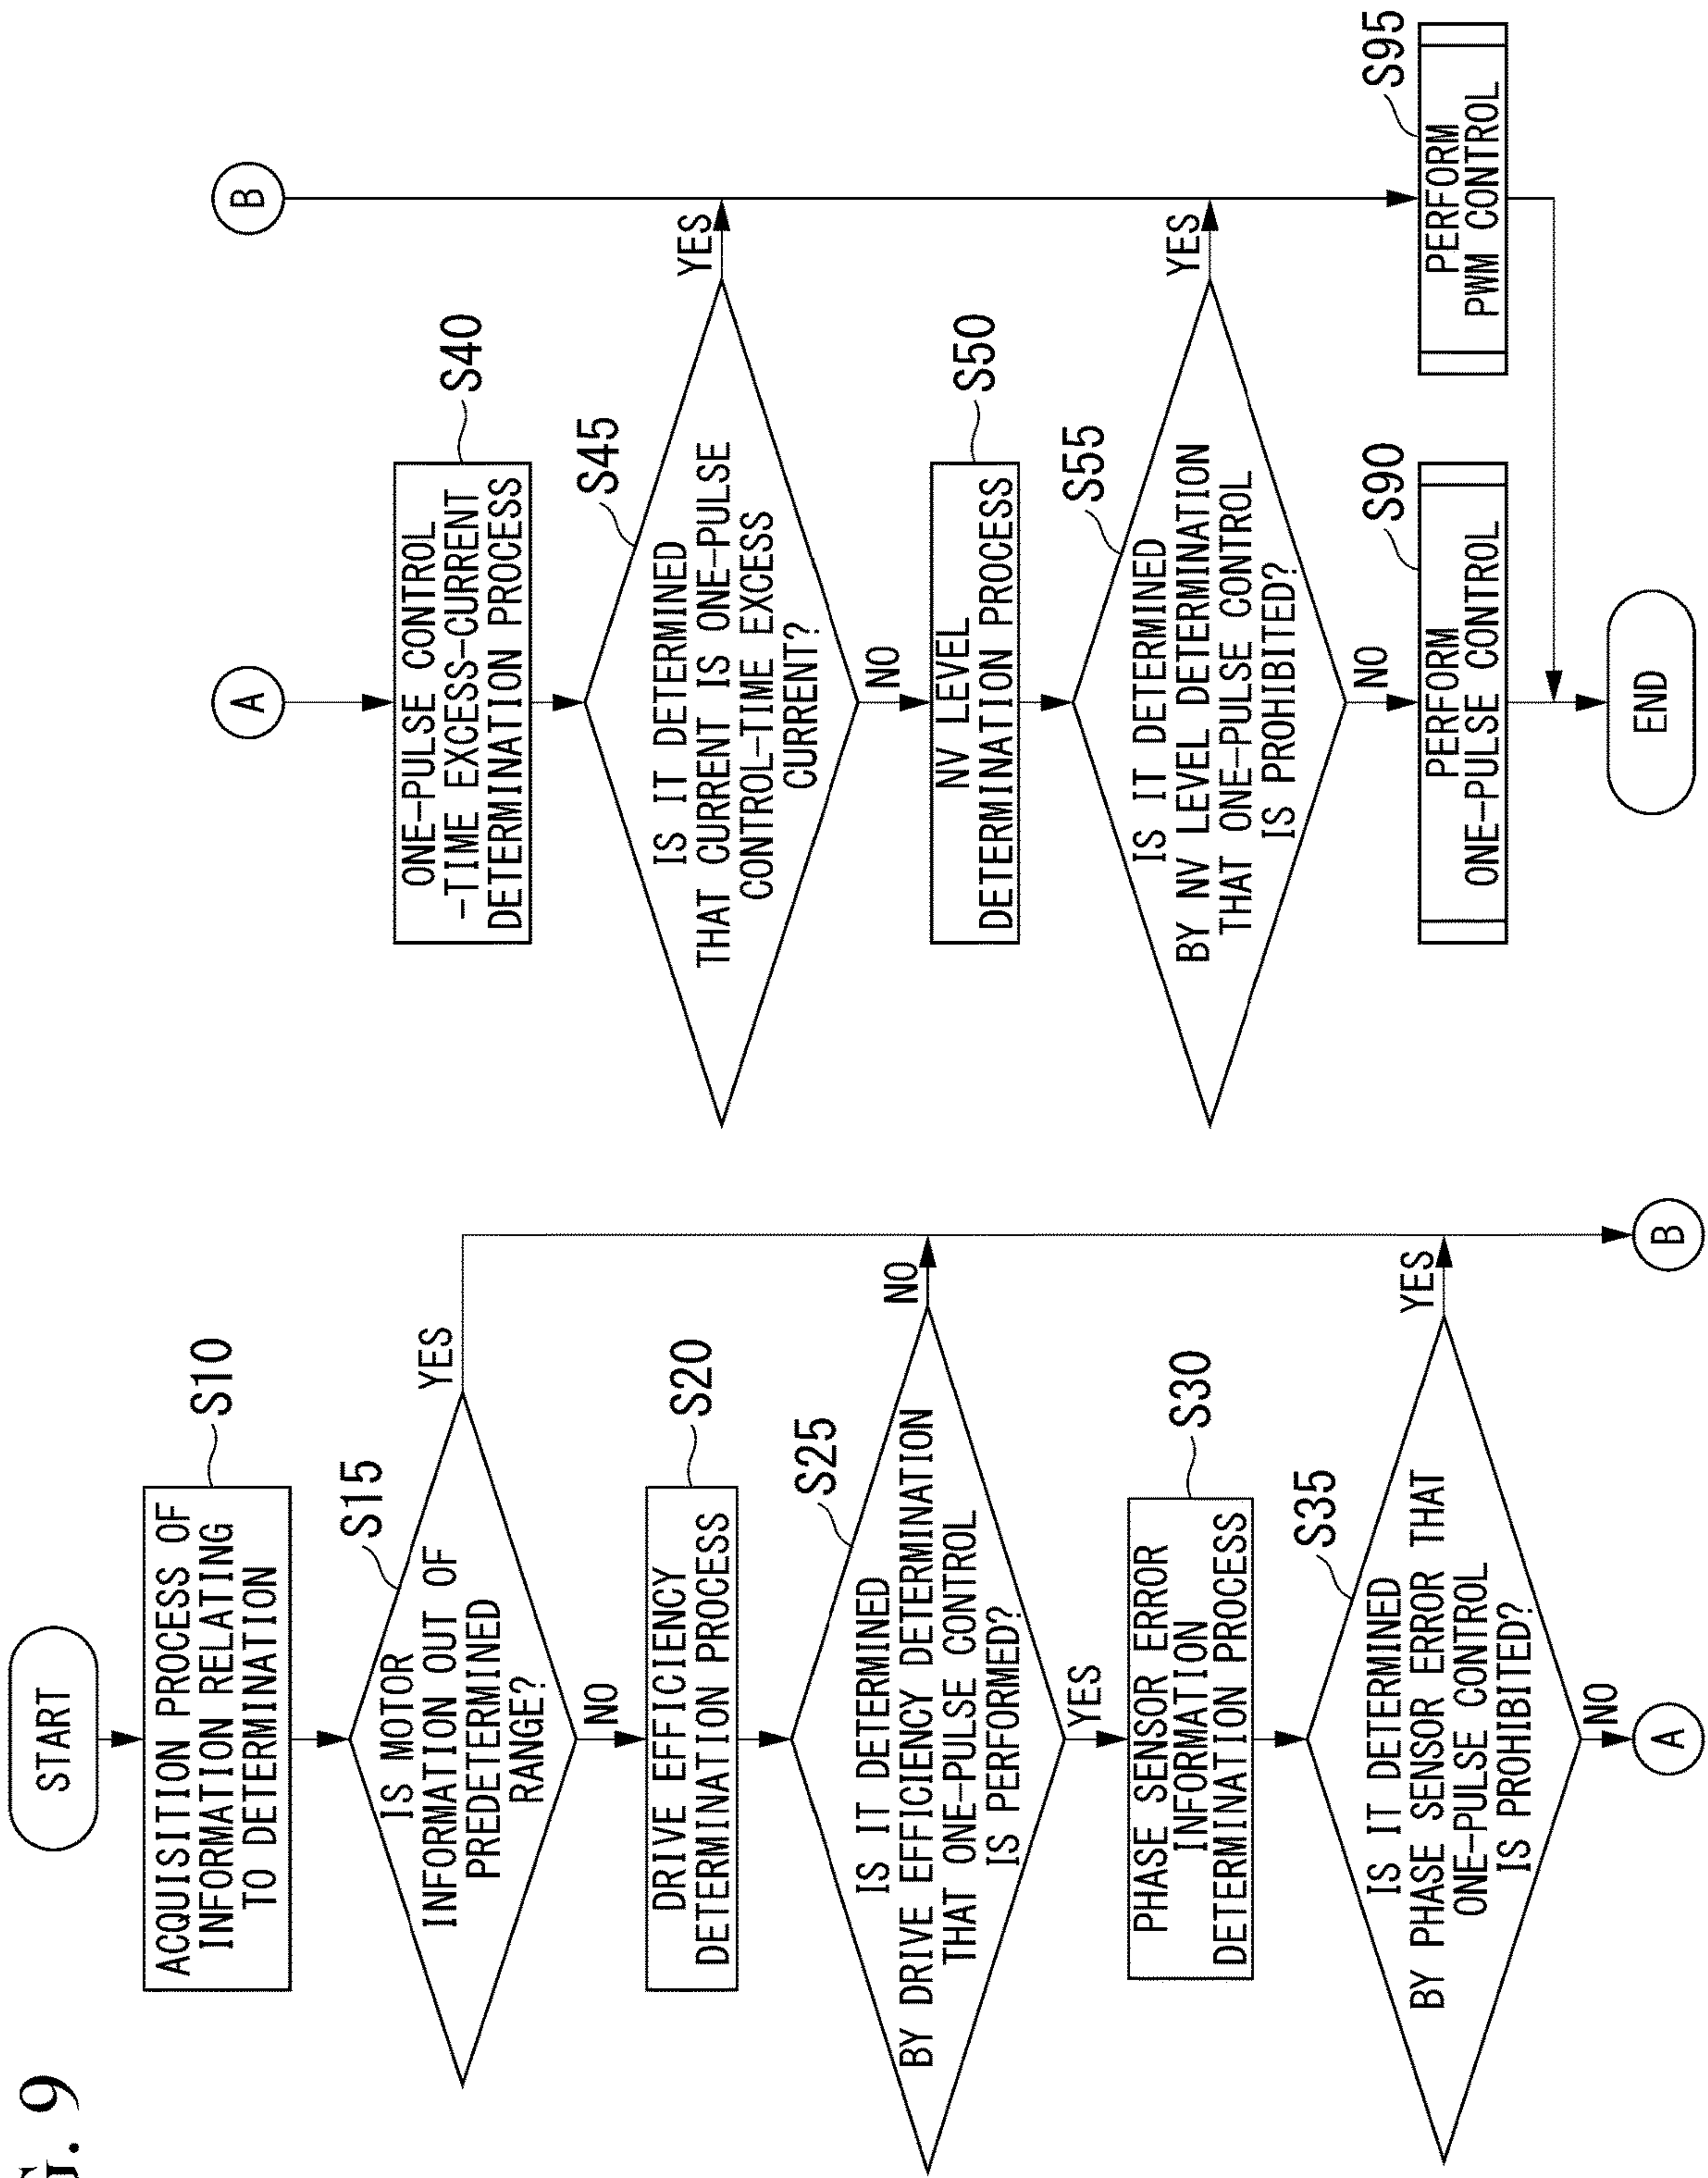 G. 9
START
ACQUISITION PROCESS OF
INFORMATION RELATING
TO DETERMINATION
S10
IS MOTOR
INFORMATION OUT OF
PREDETERMINED
RANGE?
S15
YES
NO
DRIVE EFFICIENCY
DETERMINATION PROCESS
S20
IS IT DETERMINED
BY DRIVE EFFICIENCY DETERMINATION
THAT ONE-PULSE CONTROL
IS PERFORMED?
S25
NO
YES
PHASE SENSOR ERROR
INFORMATION
DETERMINATION PROCESS
S30
IS IT DETERMINED
BY PHASE SENSOR ERROR THAT
ONE-PULSE CONTROL
IS PROHIBITED?
S35
YES
NO
A
B
A
B
ONE-PULSE CONTROL
-TIME EXCESS-CURRENT
DETERMINATION PROCESS
S40
IS IT DETERMINED
THAT CURRENT IS ONE-PULSE
CONTROL-TIME EXCESS
CURRENT?
S45
YES
NO
NV LEVEL
DETERMINATION PROCESS
S50
IS IT DETERMINED
BY NV LEVEL DETERMINATION
THAT ONE-PULSE CONTROL
IS PROHIBITED?
S55
YES
NO
PERFORM
ONE-PULSE CONTROL
S90
PERFORM
PWM CONTROL
S95
END